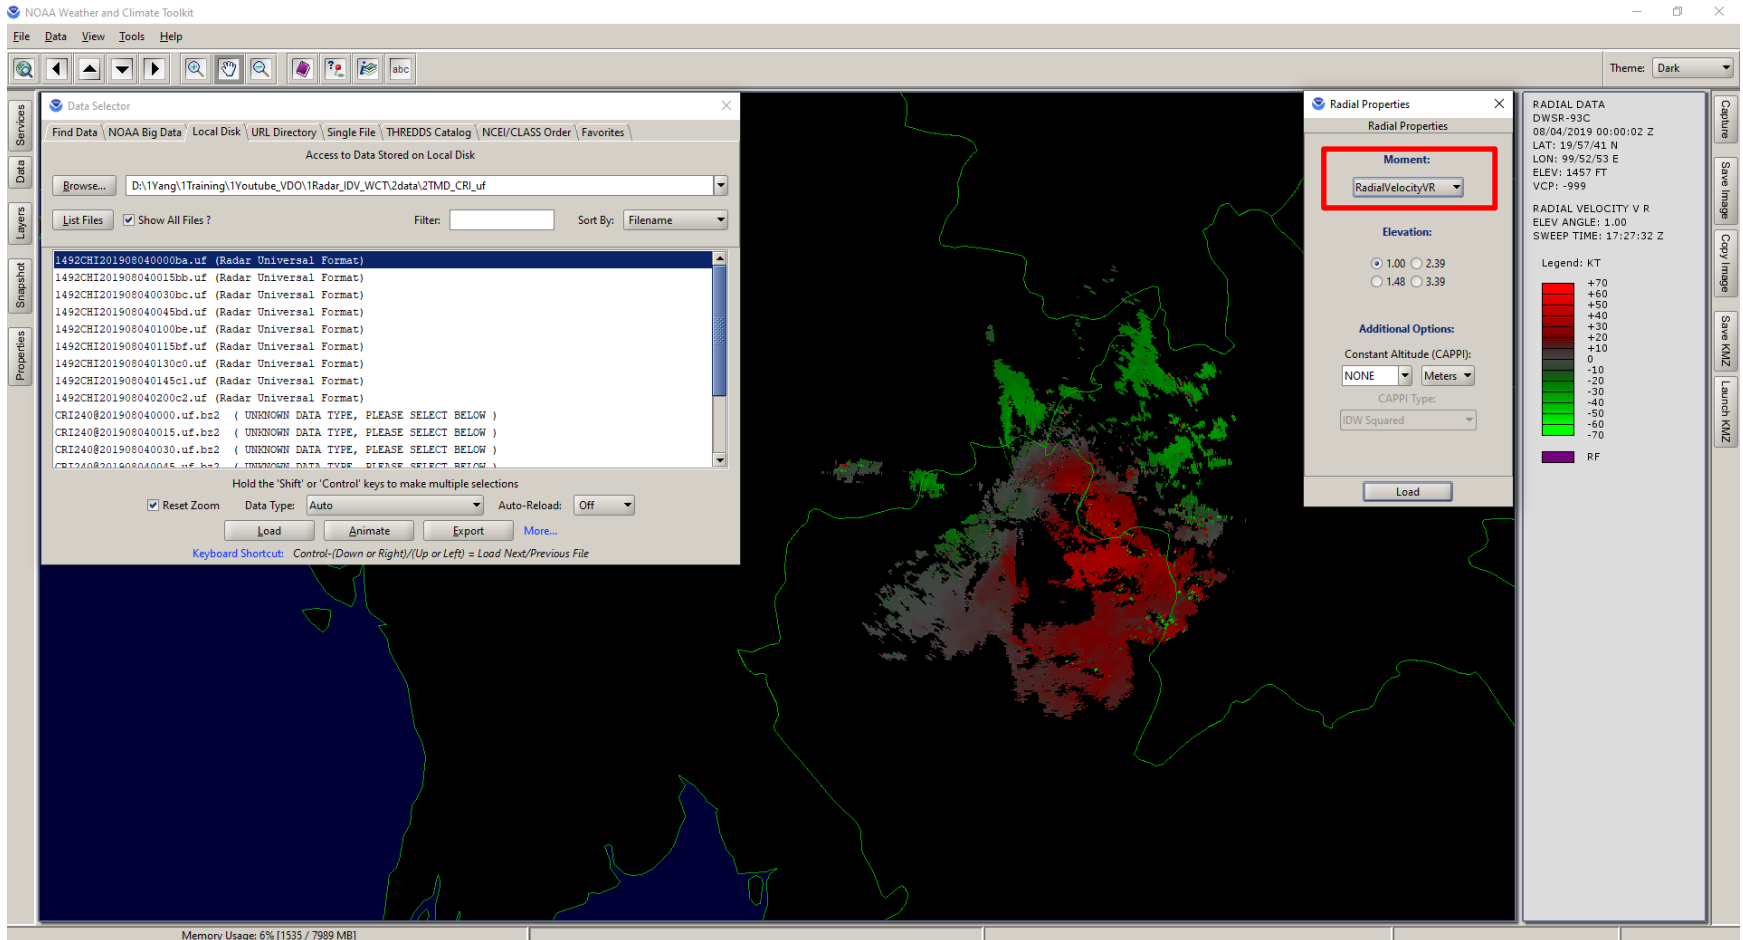 NOAA Weather and Climate Toolkit
File Data View Tools Help
abc
Theme: Dark
Services
Data
Layers
Snapshot
Properties
Data Selector
Find Data NOAA Big Data Local Disk URL Directory Single File THREDDS Catalog NCEI/CLASS Order Favorites
Access to Data Stored on Local Disk
Browse... D:\1Yang\1Training\1Youtube_VDO\1Radar_IDV_WCT\2data\2TMD_CRI_uf
List Files Show All Files ? Filter: Sort By: Filename
1492CHI201908040000ba.uf (Radar Universal Format)
1492CHI201908040015bb.uf (Radar Universal Format)
1492CHI201908040030bc.uf (Radar Universal Format)
1492CHI201908040045bd.uf (Radar Universal Format)
1492CHI201908040100be.uf (Radar Universal Format)
1492CHI201908040115bf.uf (Radar Universal Format)
1492CHI201908040130c0.uf (Radar Universal Format)
1492CHI201908040145c1.uf (Radar Universal Format)
1492CHI201908040200c2.uf (Radar Universal Format)
CRI240@201908040000.uf.bz2 ( UNKNOWN DATA TYPE, PLEASE SELECT BELOW )
CRI240@201908040015.uf.bz2 ( UNKNOWN DATA TYPE, PLEASE SELECT BELOW )
CRI240@201908040030.uf.bz2 ( UNKNOWN DATA TYPE, PLEASE SELECT BELOW )
CRI240@201908040045.uf.bz2 ( UNKNOWN DATA TYPE, PLEASE SELECT BELOW )
Hold the 'Shift' or 'Control' keys to make multiple selections
Reset Zoom Data Type: Auto Auto-Reload: Off
Load Animate Export More...
Keyboard Shortcut: Control-(Down or Right)/(Up or Left) = Load Next/Previous File
Radial Properties
Radial Properties
Moment:
RadialVelocityVR
Elevation:
1.00 2.39
1.48 3.39
Additional Options:
Constant Altitude (CAPPI):
NONE Meters
CAPPI Type:
IDW Squared
Load
RADIAL DATA
DWSR-93C
08/04/2019 00:00:02 Z
LAT: 19/57/41 N
LON: 99/52/53 E
ELEV: 1457 FT
VCP: -999
RADIAL VELOCITY V R
ELEV ANGLE: 1.00
SWEEP TIME: 17:27:32 Z
Legend: KT
+70
+60
+50
+40
+30
+20
+10
0
-10
-20
-30
-40
-50
-60
-70
RF
Capture
Save Image
Copy Image
Save KMZ
Launch KMZ
Memory Usage: 6% [1535 / 7989 MB]